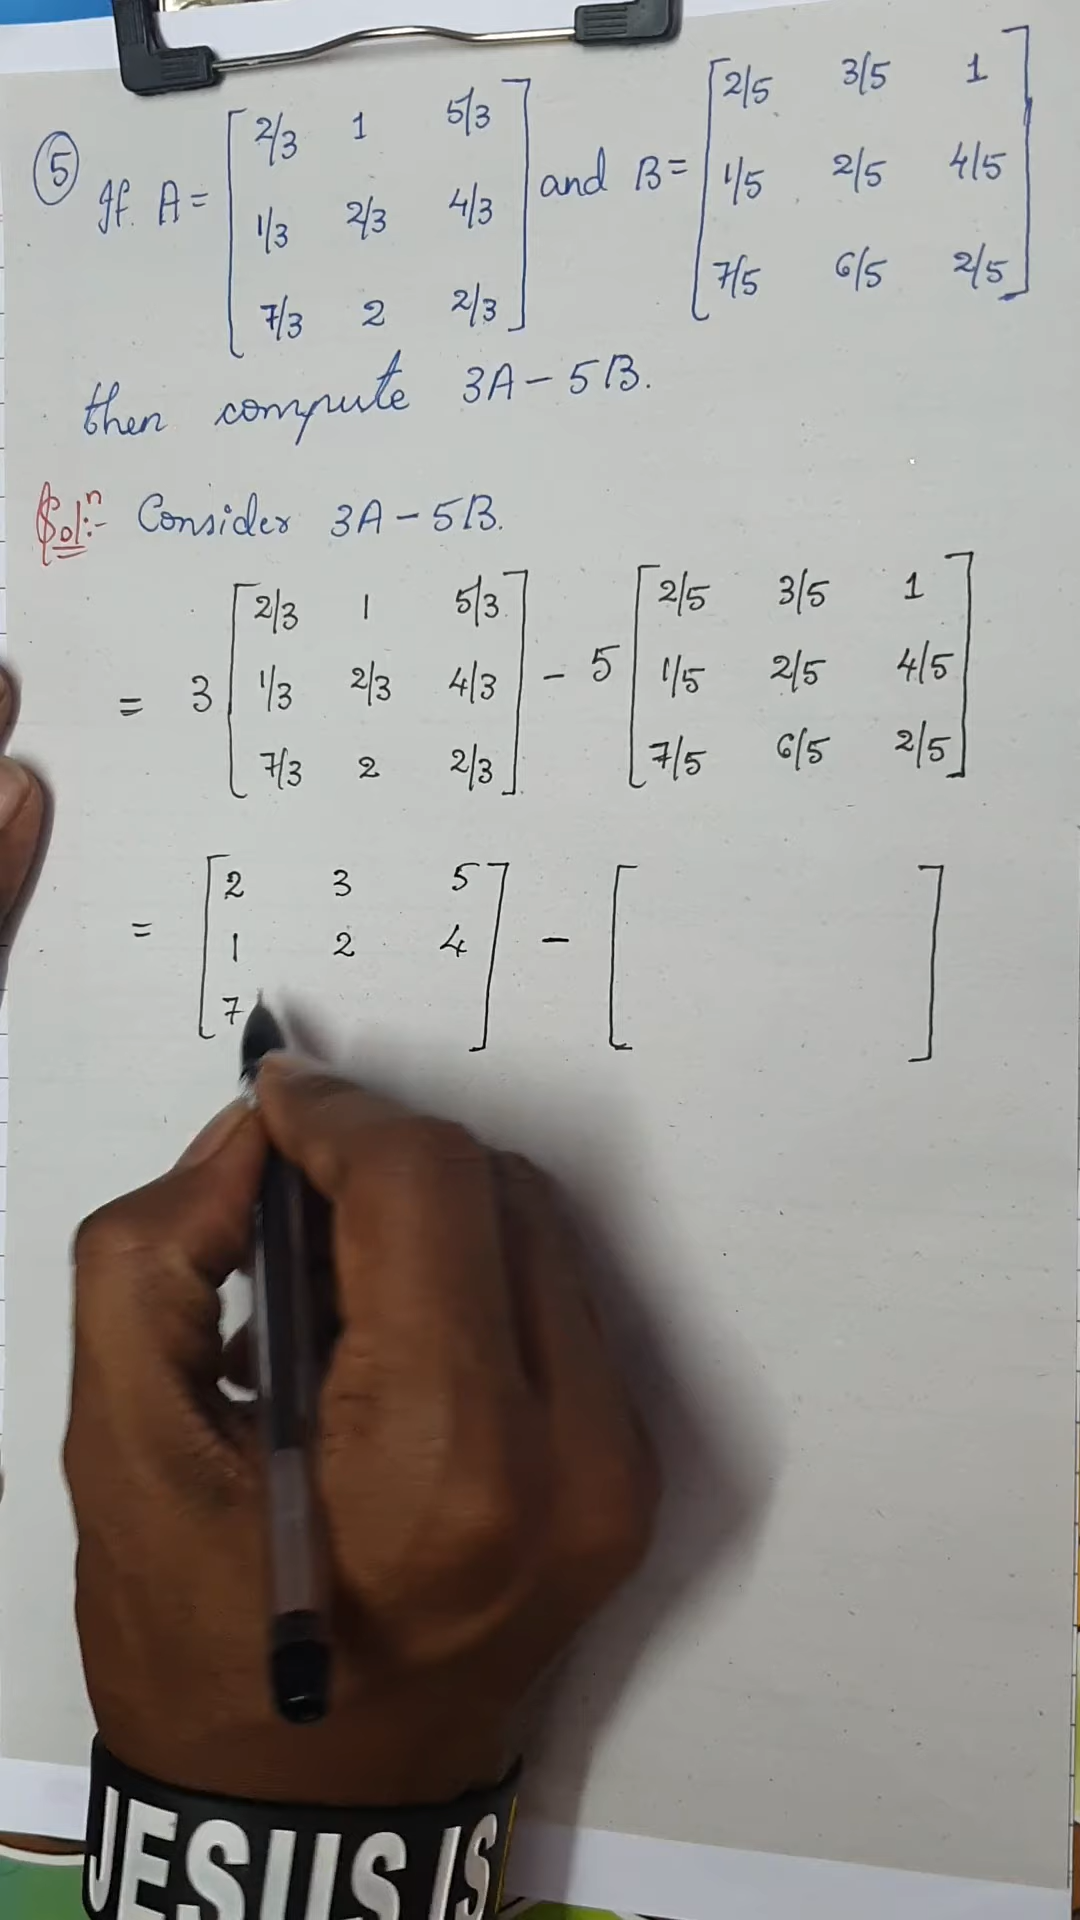 ⑤ If A = [2/3 1 5/3
1/3 2/3 4/3
7/3 2 2/3] and B = [2/5 3/5 1
1/5 2/5 4/5
7/5 6/5 2/5]
then compute 3A - 5B.
Solⁿ:- Consider 3A - 5B.
= 3 [2/3 1 5/3
1/3 2/3 4/3
7/3 2 2/3] - 5 [2/5 3/5 1
1/5 2/5 4/5
7/5 6/5 2/5]
= [2 3 5
1 2 4
7 ] - [ ]
JESUS IS